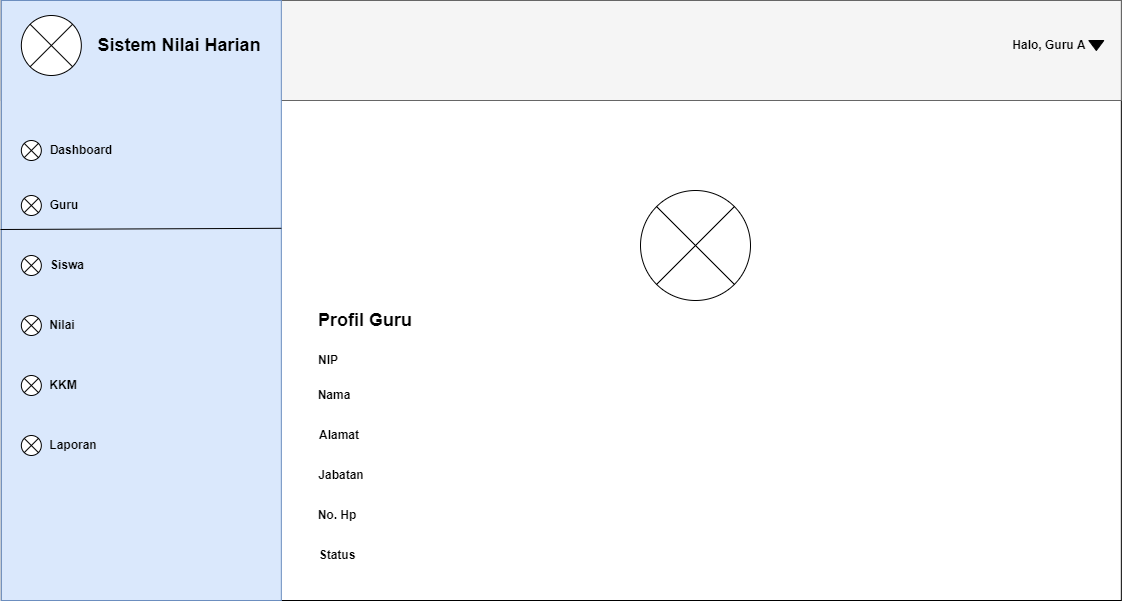 Sistem Nilai Harian
Halo, Guru A
Dashboard
Guru
Siswa
Nilai
KKM
Laporan
Profil Guru
NIP
Nama
Alamat
Jabatan
No. Hp
Status